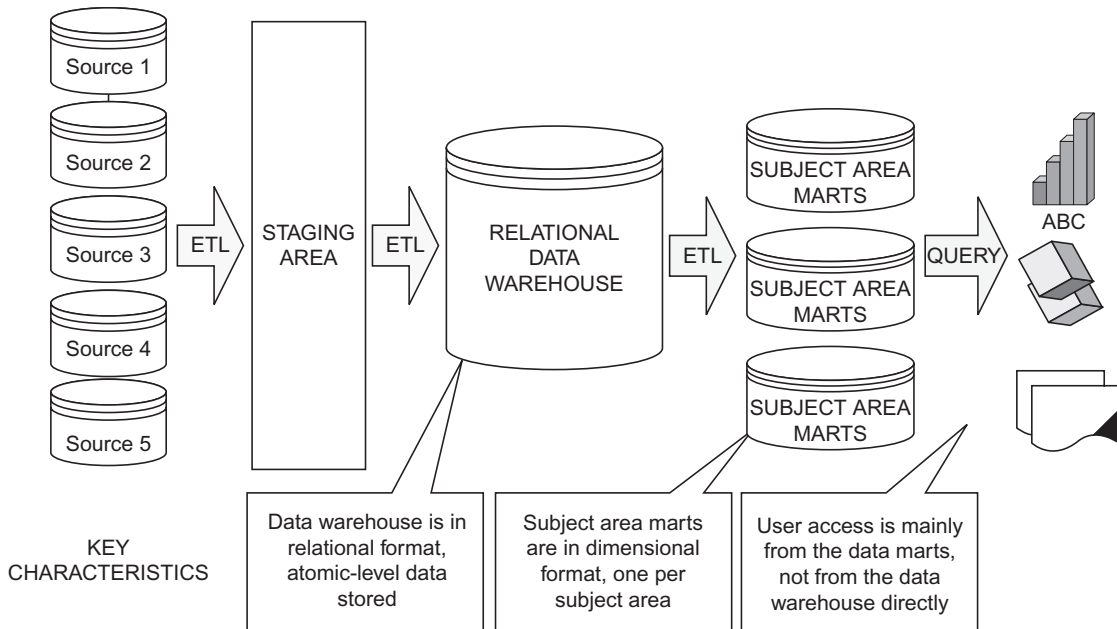 Source 1
Source 2
Source 3
Source 4
Source 5
ETL
STAGING
AREA
ETL
RELATIONAL
DATA
WAREHOUSE
ETL
SUBJECT AREA
MARTS
SUBJECT AREA
MARTS
SUBJECT AREA
MARTS
QUERY
ABC
KEY
CHARACTERISTICS
Data warehouse is in
relational format,
atomic-level data
stored
Subject area marts
are in dimensional
format, one per
subject area
User access is mainly
from the data marts,
not from the data
warehouse directly